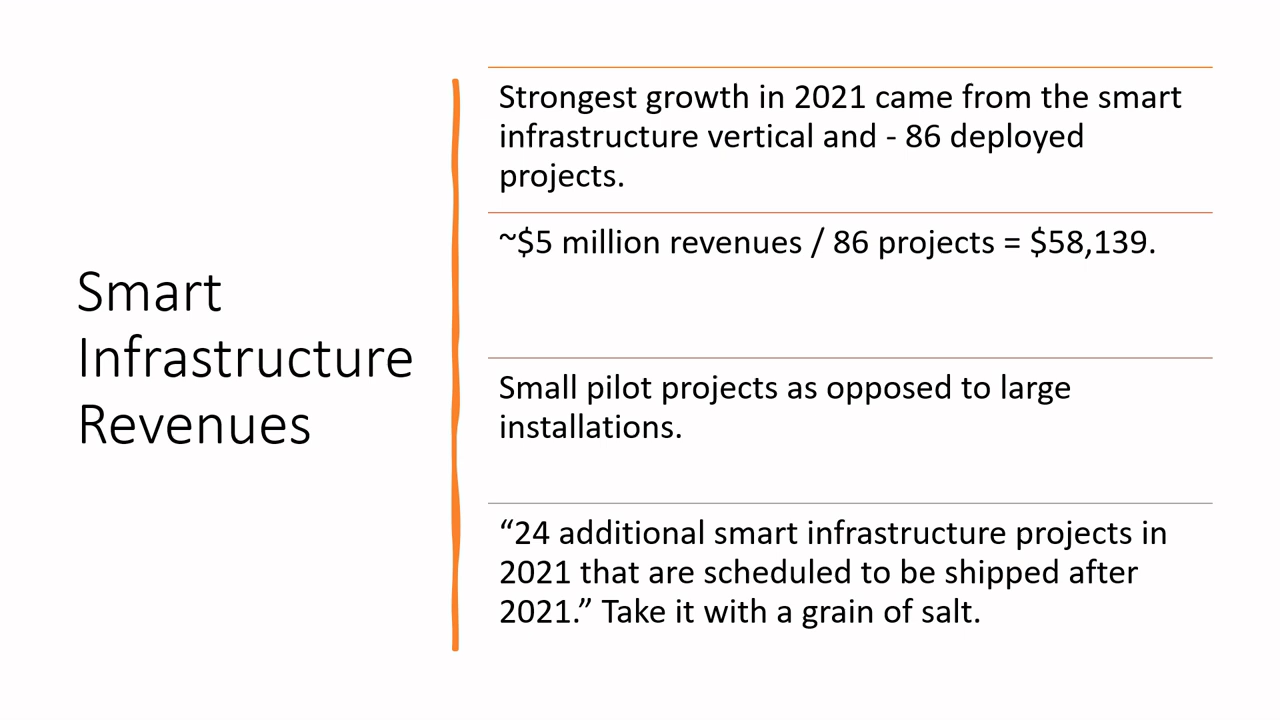 Smart
Infrastructure
Revenues
Strongest growth in 2021 came from the smart
infrastructure vertical and - 86 deployed
projects.
~$5 million revenues / 86 projects = $58,139.
Small pilot projects as opposed to large
installations.
“24 additional smart infrastructure projects in
2021 that are scheduled to be shipped after
2021.” Take it with a grain of salt.